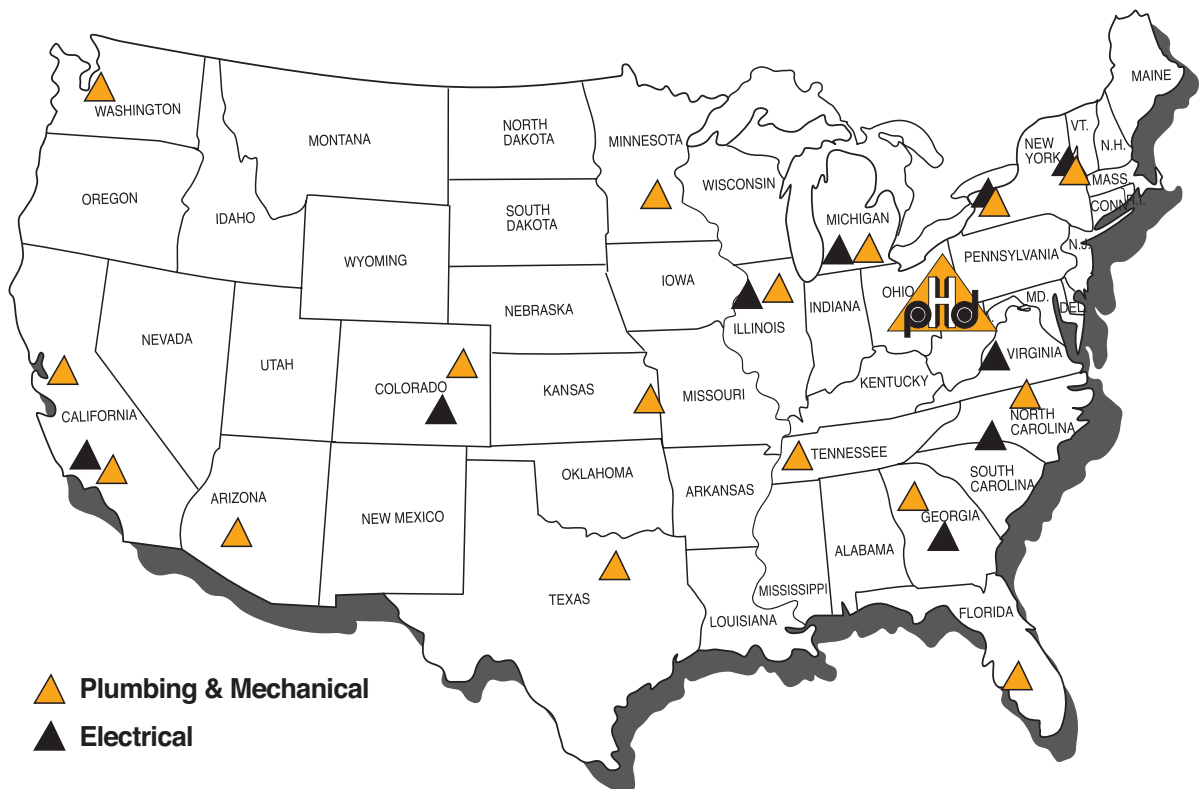 MAINE
WASHINGTON
MONTANA
NORTH
DAKOTA
MINNESOTA
VT.
NEW
YORK
N.H.
MASS.
CONN.
R.I.
OREGON
IDAHO
SOUTH
DAKOTA
WISCONSIN
MICHIGAN
WYOMING
PENNSYLVANIA
N.J.
IOWA
OHIO
pHd
MD.
DEL.
NEBRASKA
ILLINOIS
INDIANA
NEVADA
UTAH
COLORADO
KANSAS
MISSOURI
KENTUCKY
VIRGINIA
CALIFORNIA
NORTH
CAROLINA
TENNESSEE
OKLAHOMA
ARKANSAS
SOUTH
CAROLINA
ARIZONA
NEW MEXICO
GEORGIA
ALABAMA
MISSISSIPPI
TEXAS
LOUISIANA
FLORIDA
Plumbing & Mechanical
Electrical